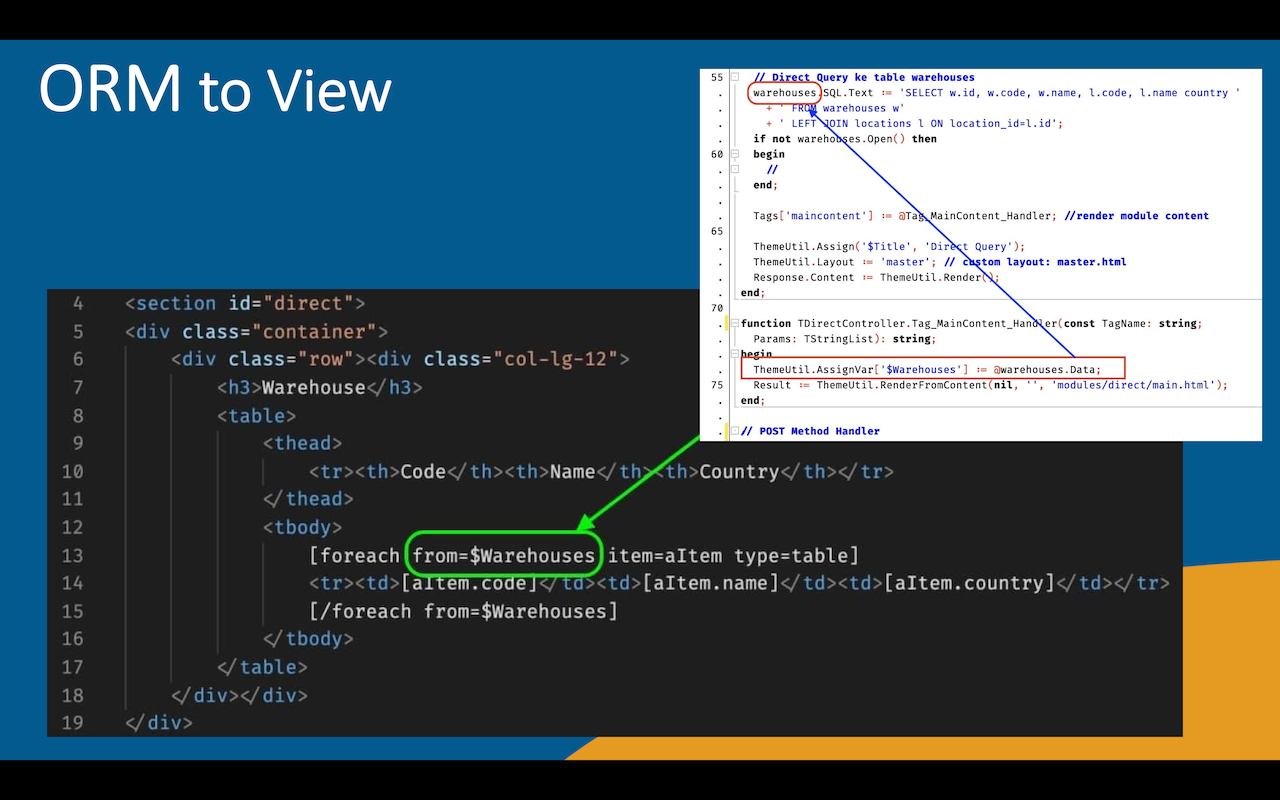 ORM to View
55 // Direct Query ke table warehouses
. warehouses.SQL.Text := 'SELECT w.id, w.code, w.name, l.code, l.name country '
. + ' FROM warehouses w'
. + ' LEFT JOIN locations l ON location_id=l.id';
. if not warehouses.Open() then
60 begin
. //
. end;
.
. Tags['maincontent'] := @Tag_MainContent_Handler; //render module content
65
. ThemeUtil.Assign('$Title', 'Direct Query');
. ThemeUtil.Layout := 'master'; // custom layout: master.html
. Response.Content := ThemeUtil.Render();
. end;
70
. function TDirectController.Tag_MainContent_Handler(const TagName: string;
. Params: TStringList): string;
. begin
. ThemeUtil.AssignVar['$Warehouses'] := @warehouses.Data;
75 Result := ThemeUtil.RenderFromContent(nil, '', 'modules/direct/main.html');
. end;
.
. // POST Method Handler
4 <section id="direct">
5 <div class="container">
6 <div class="row"><div class="col-lg-12">
7 <h3>Warehouse</h3>
8 <table>
9 <thead>
10 <tr><th>Code</th><th>Name</th><th>Country</th></tr>
11 </thead>
12 <tbody>
13 [foreach from=$Warehouses item=aItem type=table]
14 <tr><td>[aItem.code]</td><td>[aItem.name]</td><td>[aItem.country]</td></tr>
15 [/foreach from=$Warehouses]
16 </tbody>
17 </table>
18 </div></div>
19 </div>